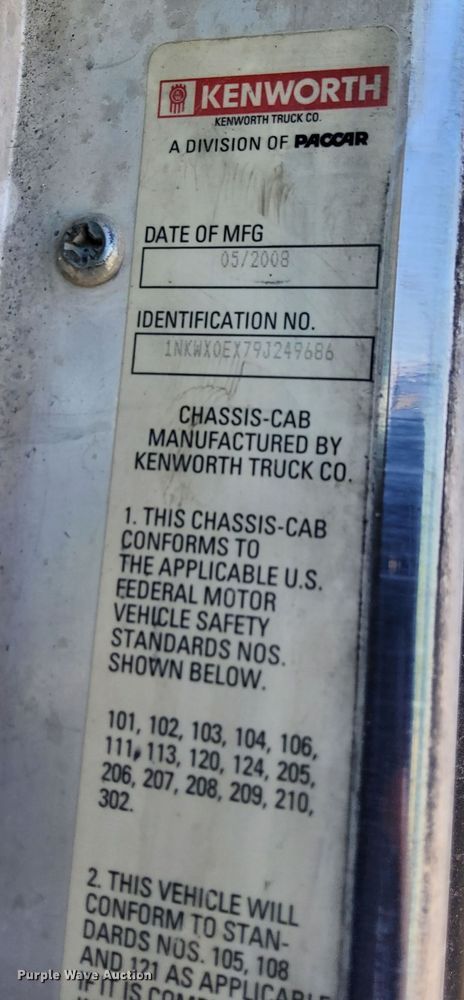 KENWORTH
KENWORTH TRUCK CO.
A DIVISION OF PACCAR
DATE OF MFG
05/2008
IDENTIFICATION NO.
1NKWX0EX79J249686
CHASSIS-CAB
MANUFACTURED BY
KENWORTH TRUCK CO.
1. THIS CHASSIS-CAB
CONFORMS TO
THE APPLICABLE U.S.
FEDERAL MOTOR
VEHICLE SAFETY
STANDARDS NOS.
SHOWN BELOW.
101, 102, 103, 104, 106,
111, 113, 120, 124, 205,
206, 207, 208, 209, 210,
302.
2. THIS VEHICLE WILL
CONFORM TO STAN-
DARDS NOS. 105, 108
AND 121 AS APPLICABLE
IF IT IS
Purple Wave Auction